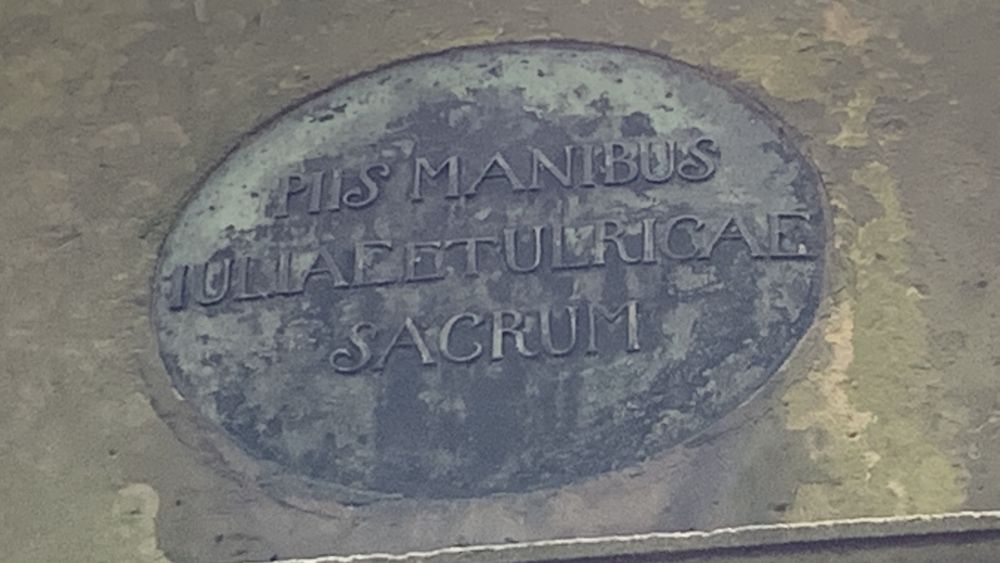 PIIS MANIBUS
IULIAE ET ULRICAE
SACRUM